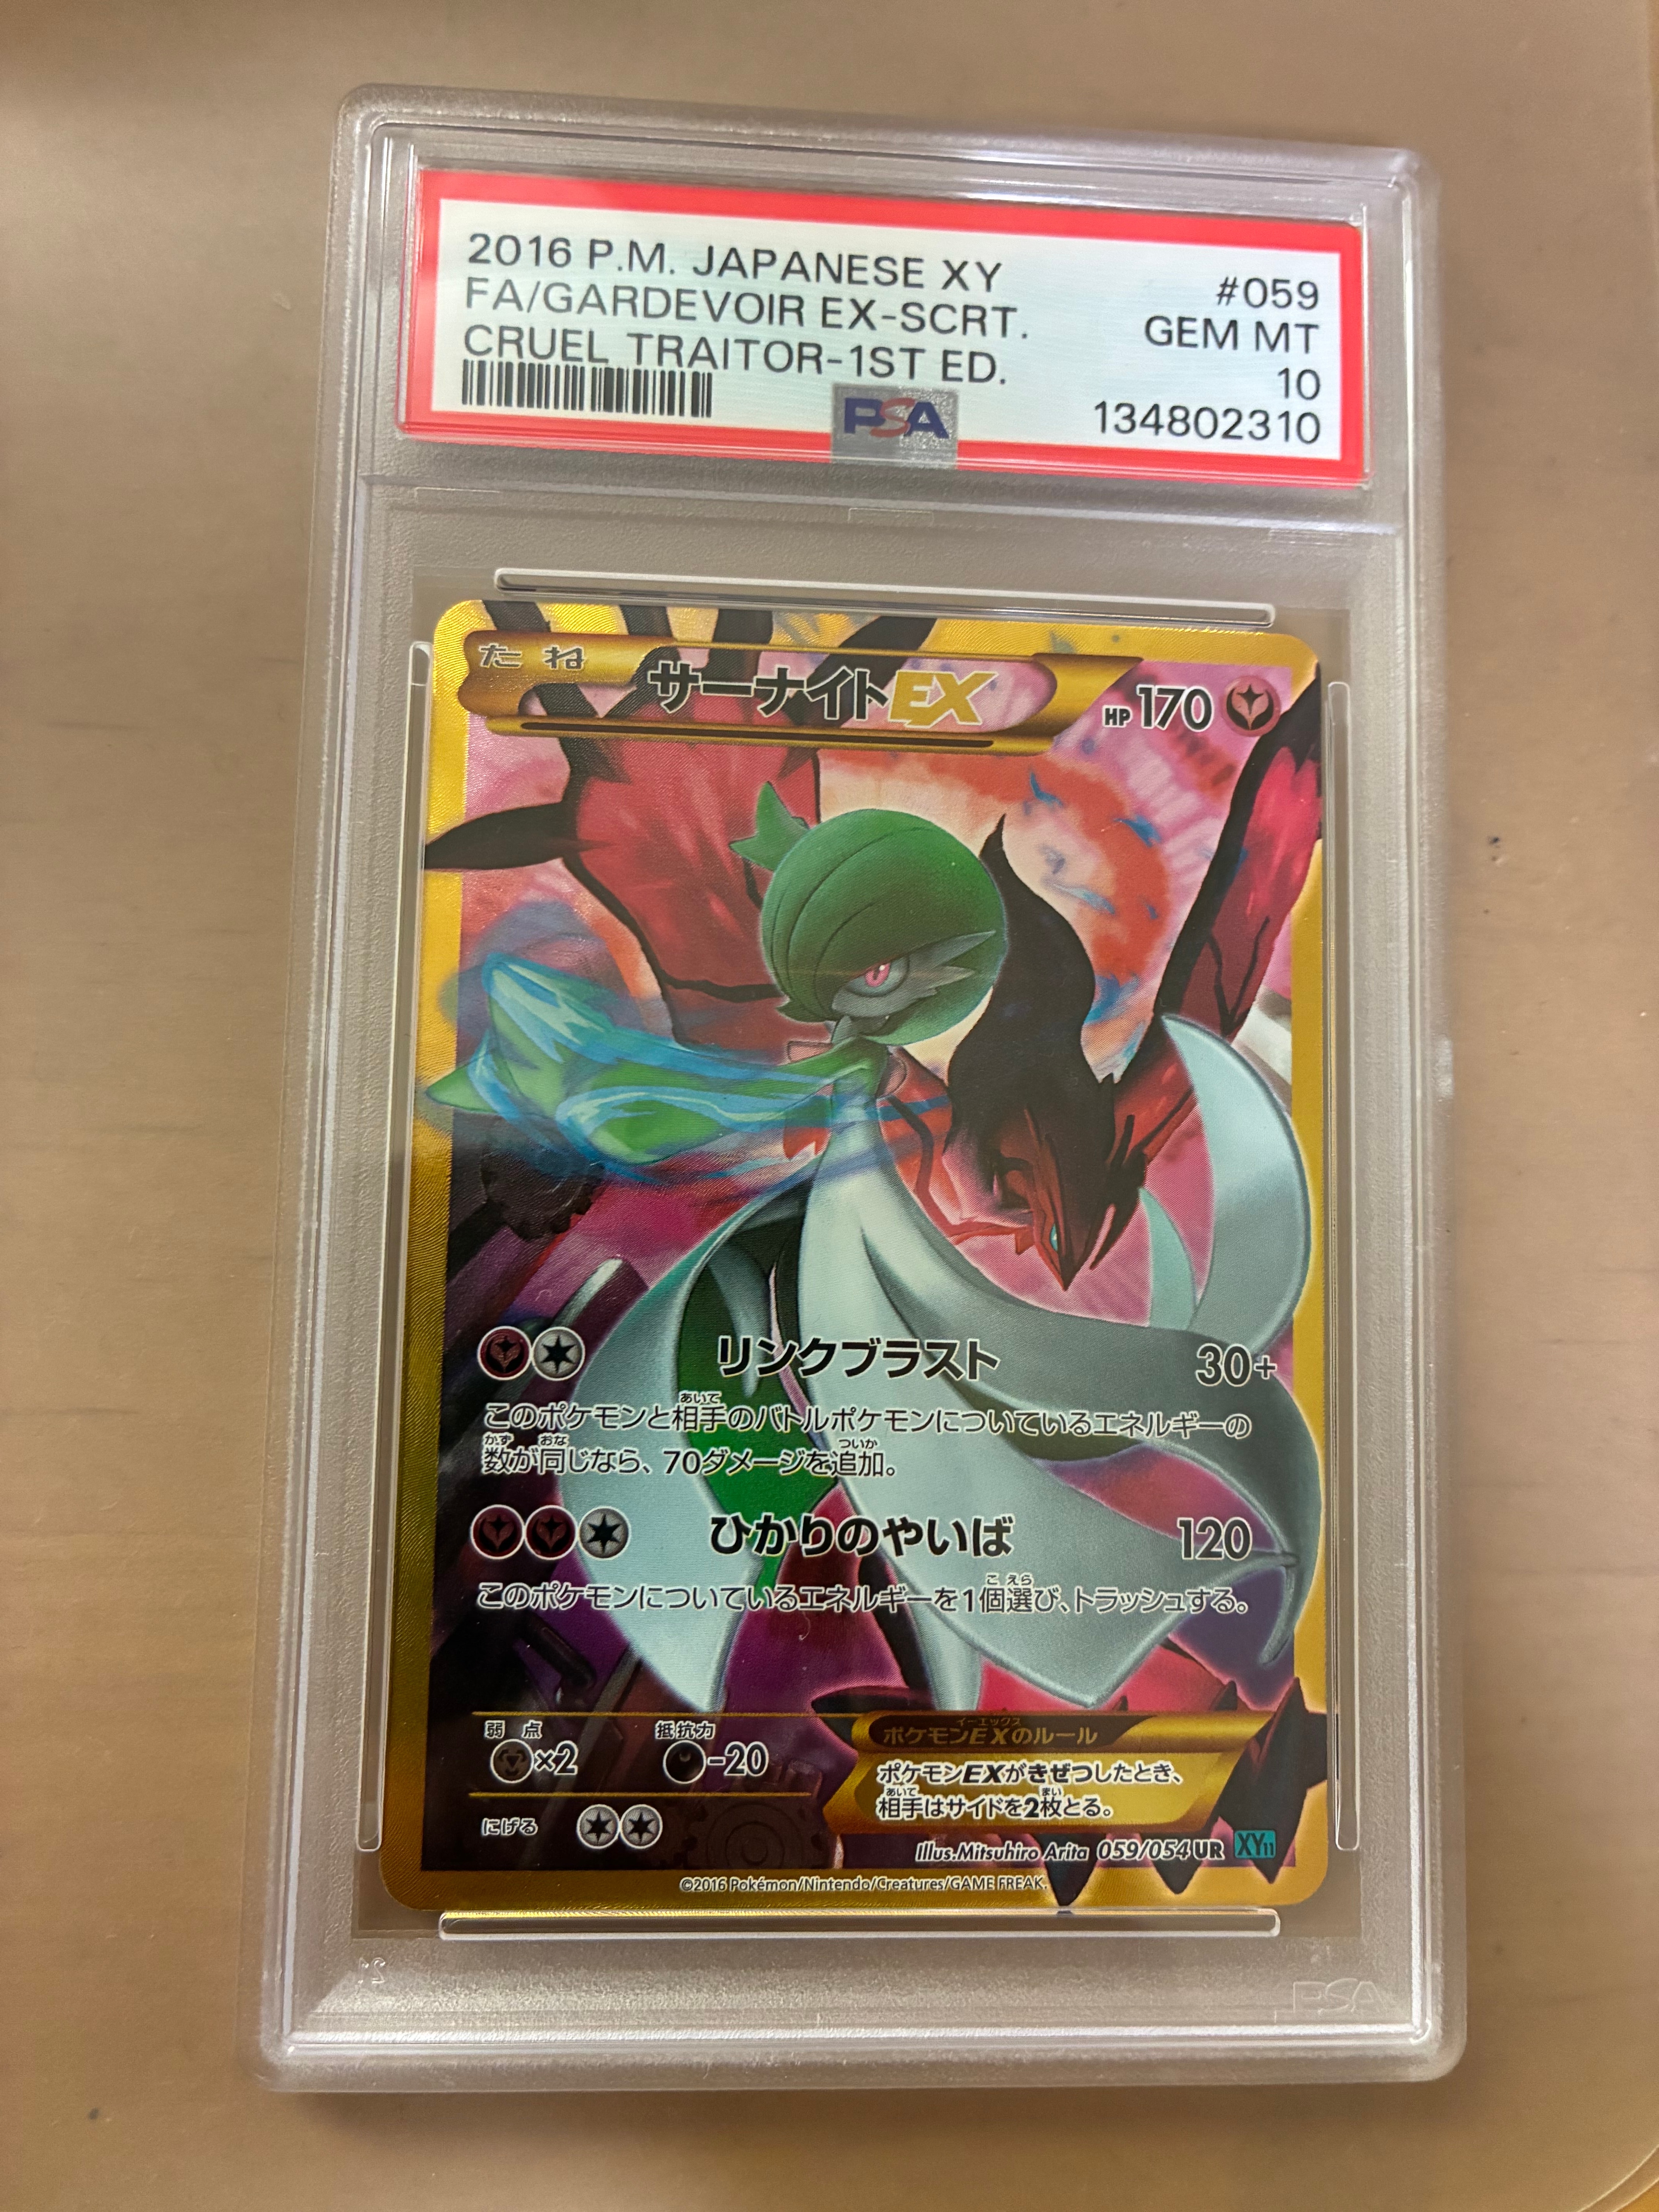 2016 P.M. JAPANESE XY #059
FA/GARDEVOIR EX-SCRT. GEM MT
CRUEL TRAITOR-1ST ED. 10
PSA 134802310
たね サーナイトEX HP170
リンクブラスト 30+
このポケモンと相手のバトルポケモンについているエネルギーの
数が同じなら、70ダメージを追加。
ひかりのやいば 120
このポケモンについているエネルギーを1個選び、トラッシュする。
弱点 抵抗力 ポケモンEXのルール
×2 -20 ポケモンEXがきぜつしたとき、
相手はサイドを2枚とる。
にげる
Illus.Mitsuhiro Arita 059/054 UR XY11
©2016 Pokémon/Nintendo/Creatures/GAME FREAK.
PSA